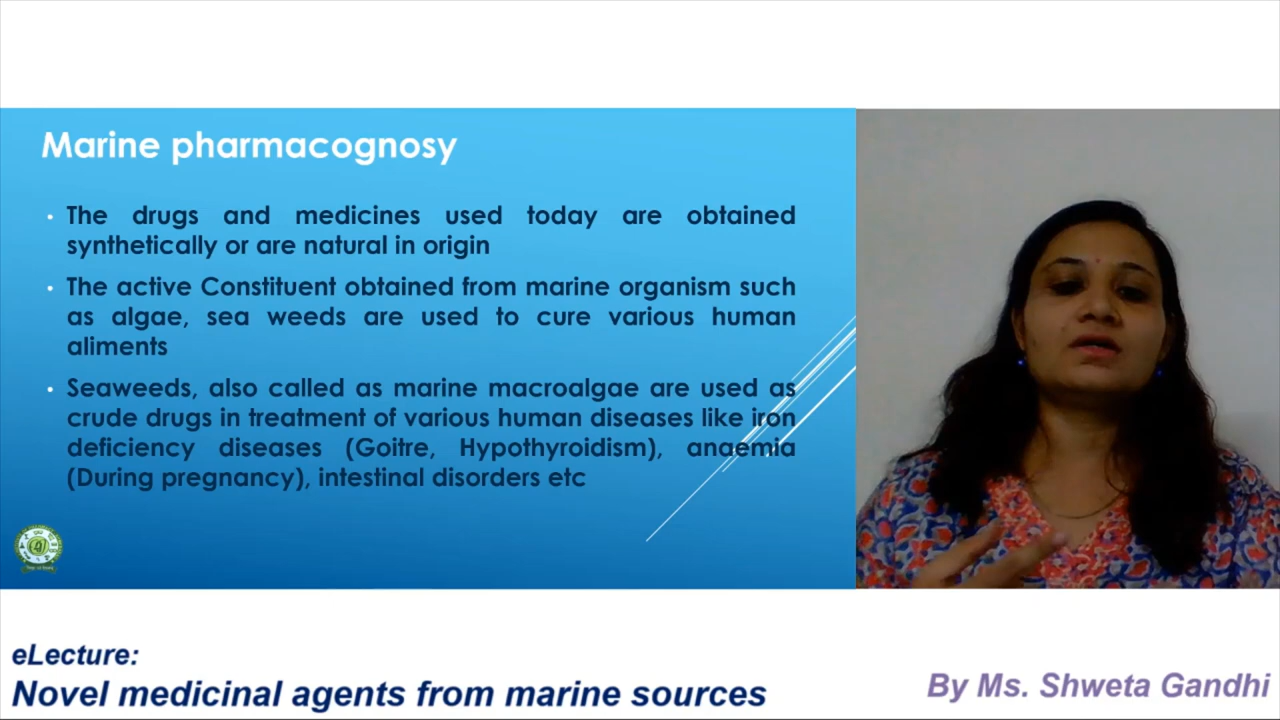 Marine pharmacognosy
• The drugs and medicines used today are obtained
synthetically or are natural in origin
• The active Constituent obtained from marine organism such
as algae, sea weeds are used to cure various human
aliments
• Seaweeds, also called as marine macroalgae are used as
crude drugs in treatment of various human diseases like iron
deficiency diseases (Goitre, Hypothyroidism), anaemia
(During pregnancy), intestinal disorders etc
eLecture:
Novel medicinal agents from marine sources
By Ms. Shweta Gandhi